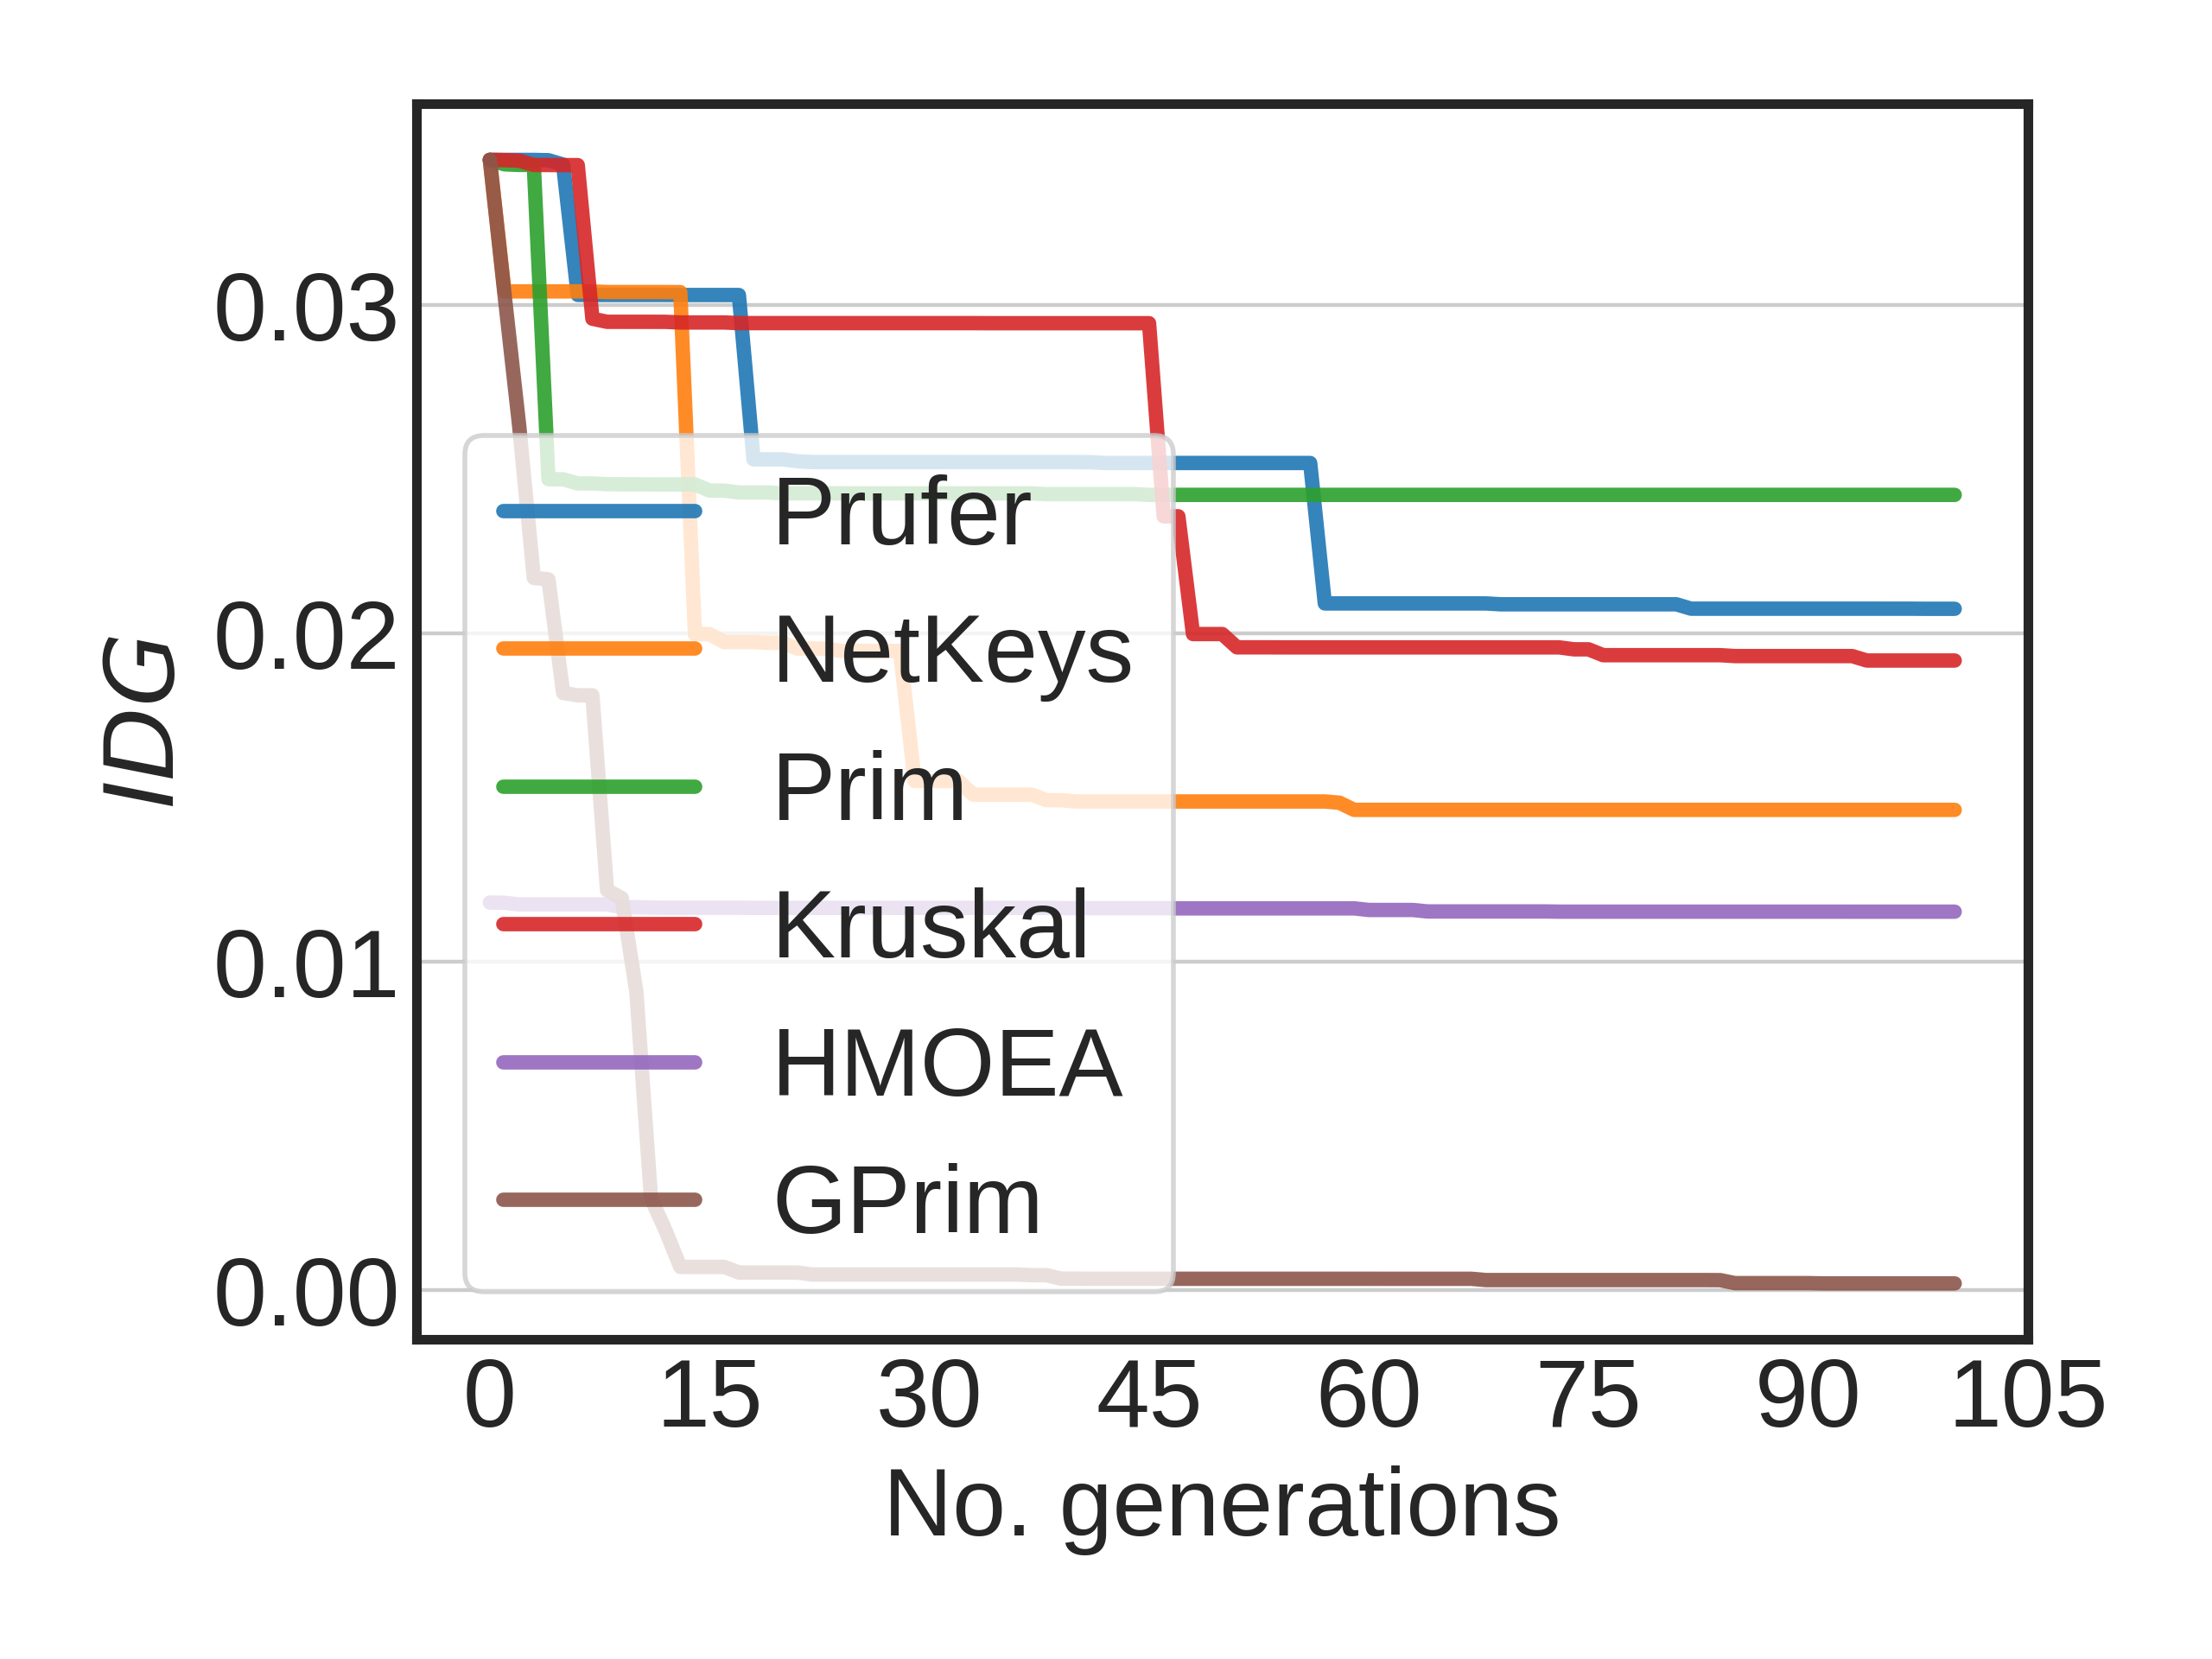 0.03
0.02
0.01
0.00
IDG
Prufer
NetKeys
Prim
Kruskal
HMOEA
GPrim
0 15 30 45 60 75 90 105
No. generations